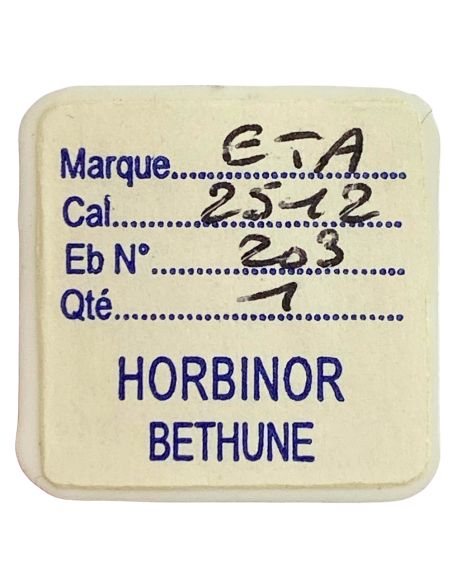 Marque..........ETA..........
Cal..........2512..........
Eb N°..........203..........
Qté..........1..........
HORBINOR
BETHUNE